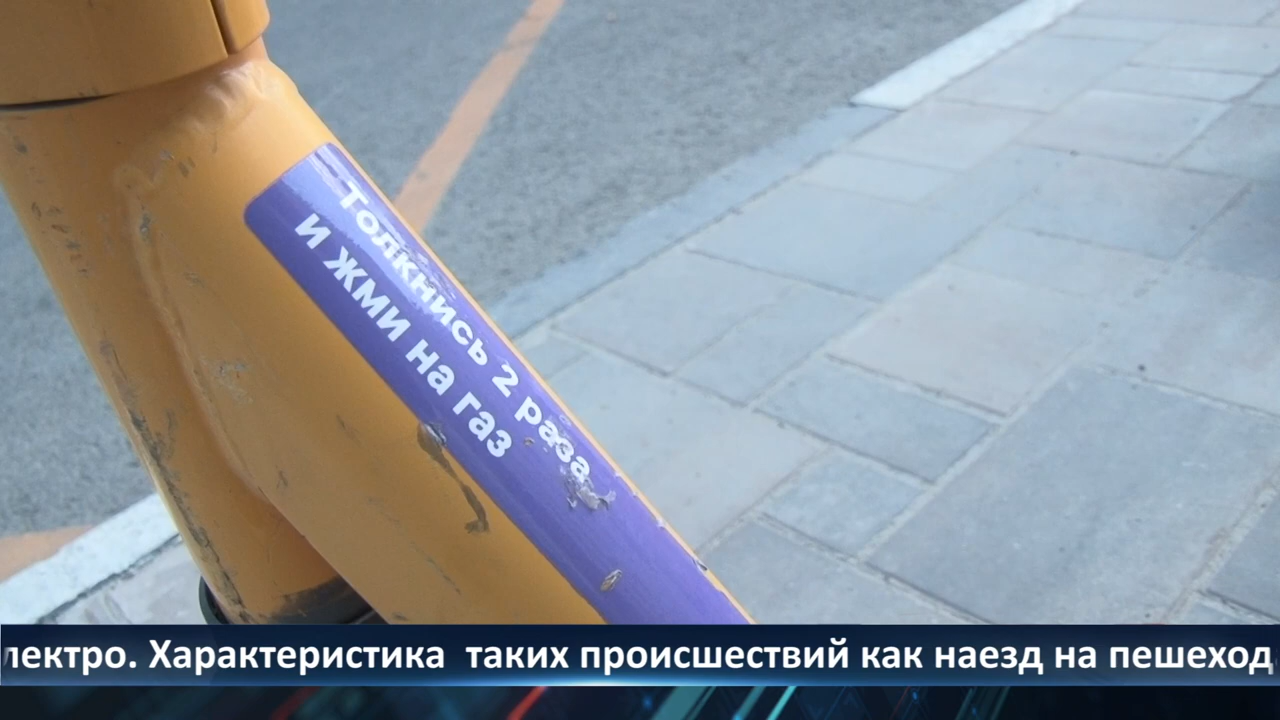 Толкнись 2 раза
и жми на газ
лектро. Характеристика таких происшествий как наезд на пешеход